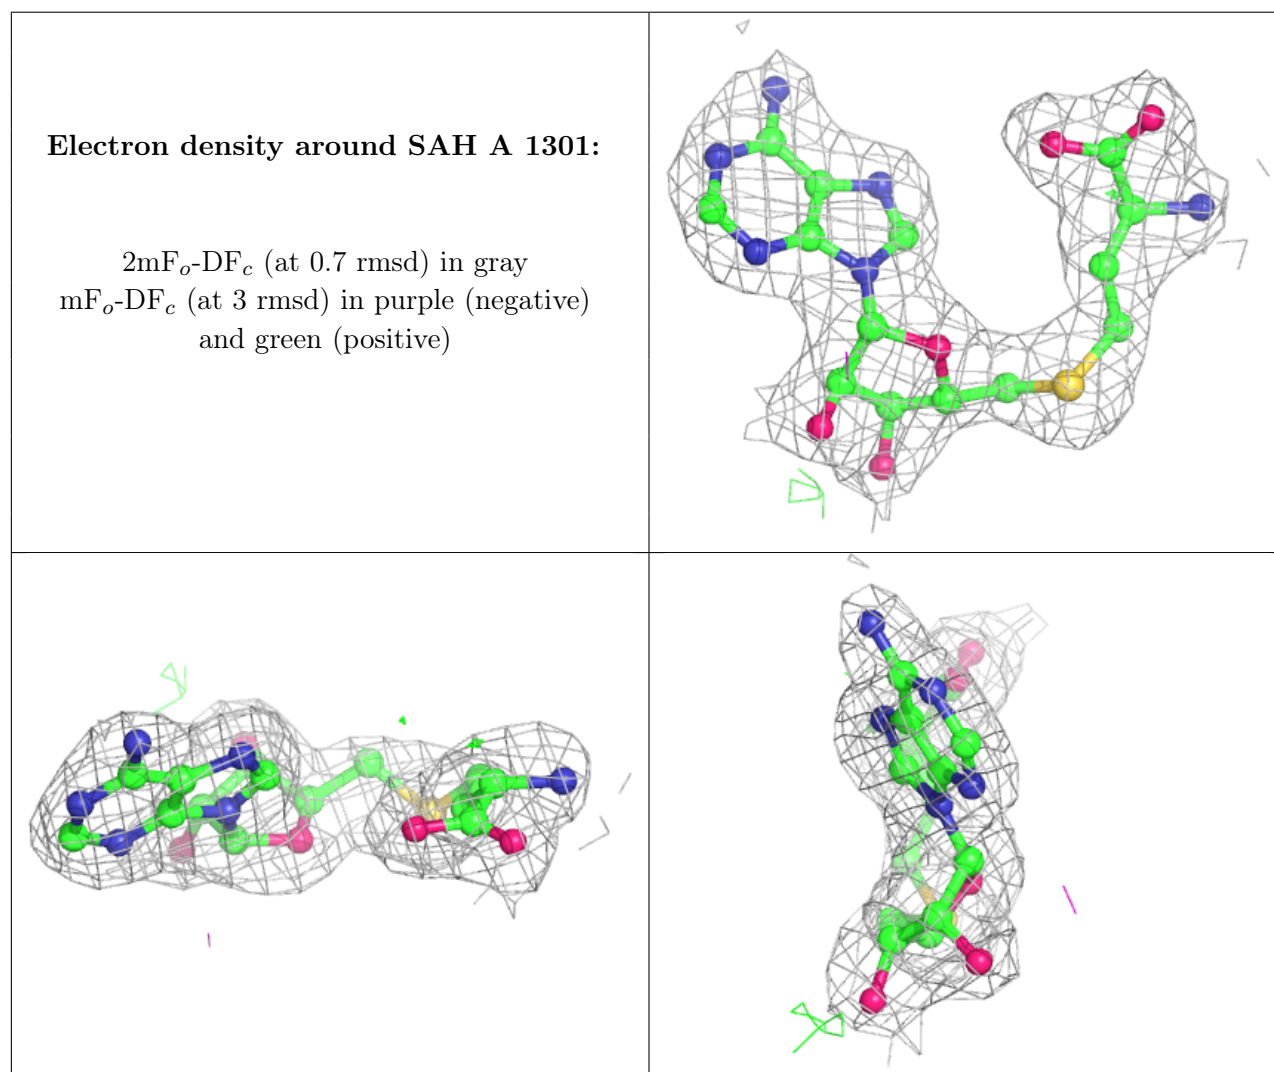 Electron density around SAH A 1301:
2mFo-DFc (at 0.7 rmsd) in gray
mFo-DFc (at 3 rmsd) in purple (negative)
and green (positive)